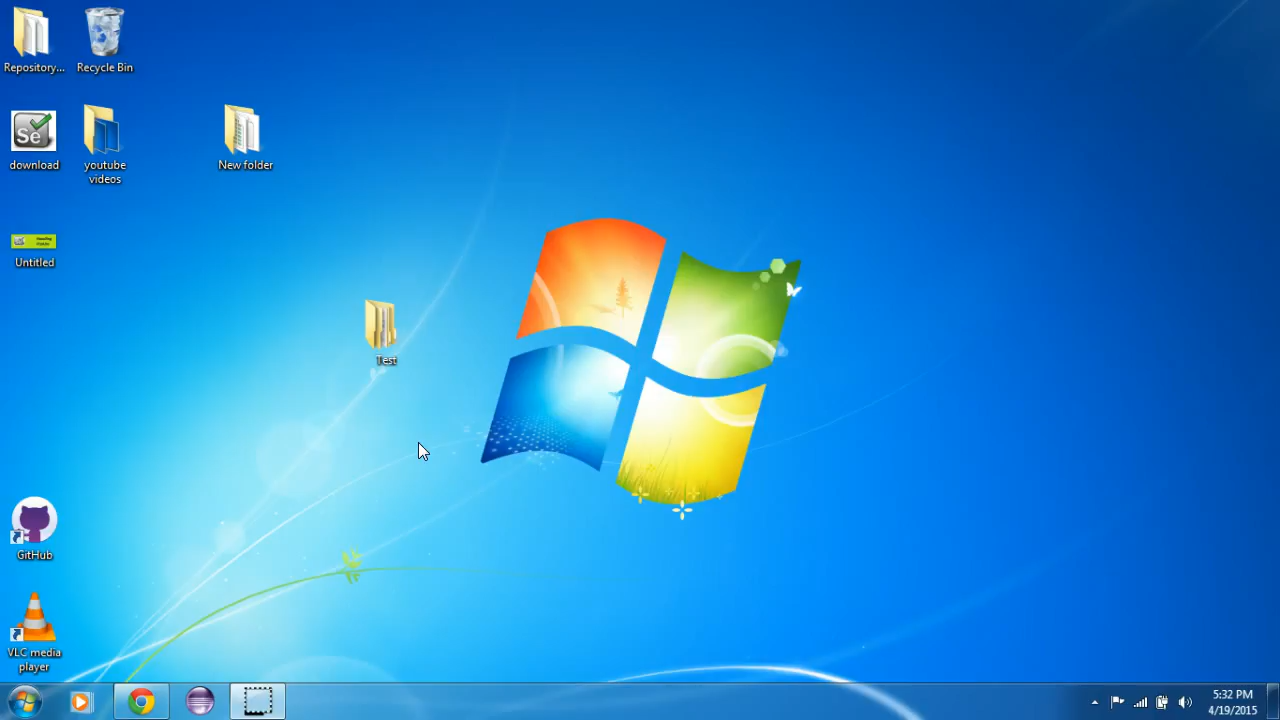 Repository...
Recycle Bin
download
youtube
videos
New folder
Se
Untitled
Test
GitHub
VLC media
player
5:32 PM
4/19/2015